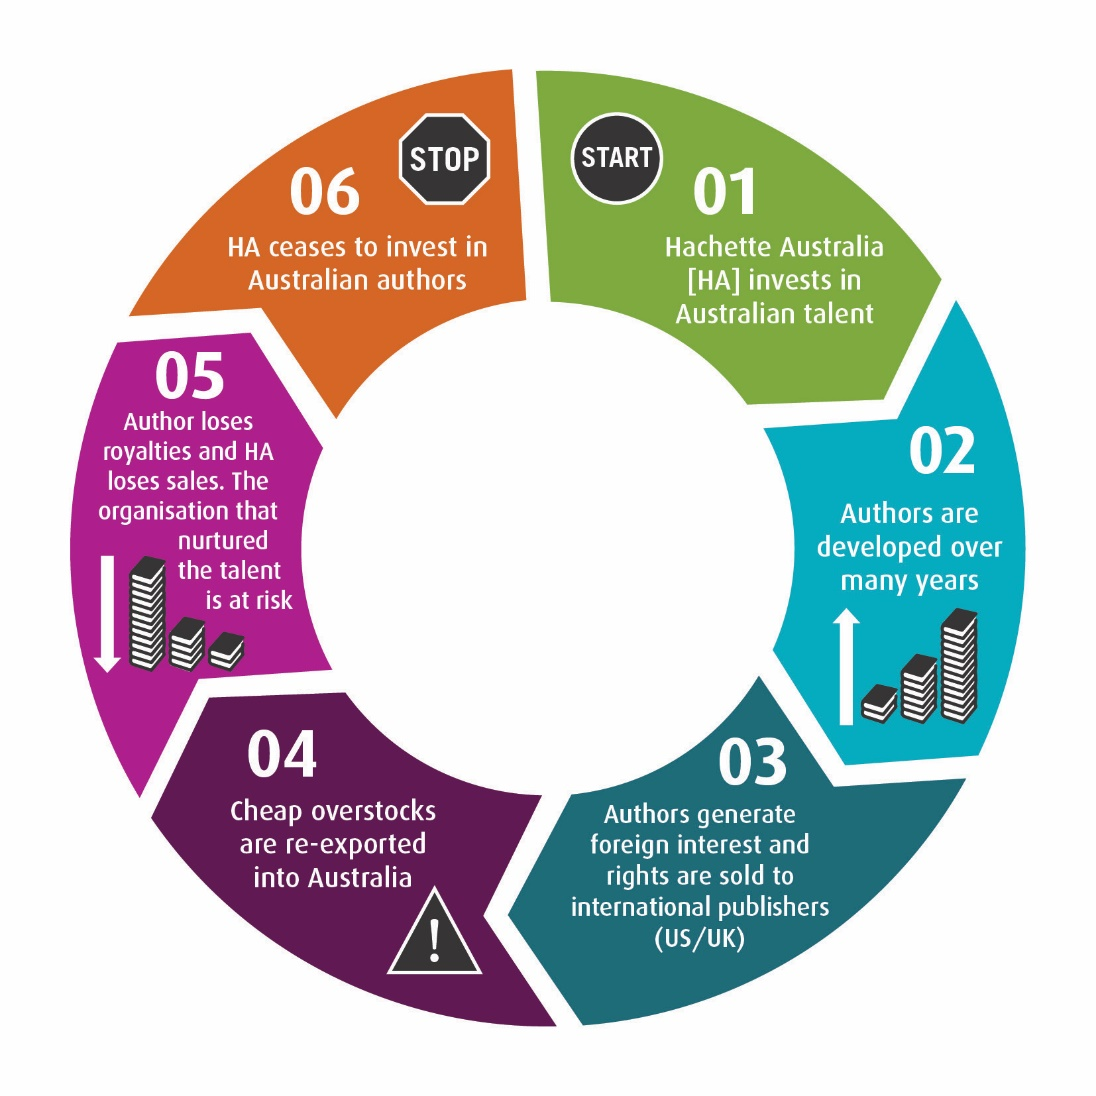 START
01
Hachette Australia
[HA] invests in
Australian talent
02
Authors are
developed over
many years
03
Authors generate
foreign interest and
rights are sold to
international publishers
(US/UK)
04
Cheap overstocks
are re-exported
into Australia
!
05
Author loses
royalties and HA
loses sales. The
organisation that
nurtured
the talent
is at risk
06
STOP
HA ceases to invest in
Australian authors